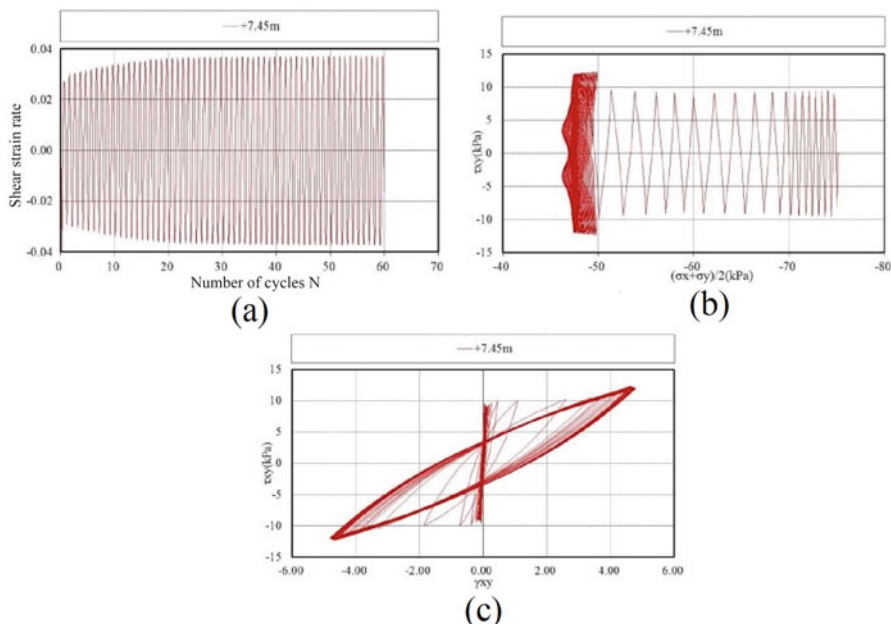 +7.45m
0.04
0.02
0.00
-0.02
-0.04
Shear strain rate
0 10 20 30 40 50 60 70
Number of cycles N
(a)
+7.45m
15
10
5
0
-5
-10
-15
τxy(kPa)
-40 -50 -60 -70 -80
(σx+σy)/2(kPa)
(b)
+7.45m
15
10
5
0
-5
-10
-15
τxy(kPa)
-6.00 -4.00 -2.00 0.00 2.00 4.00 6.00
γxy
(c)